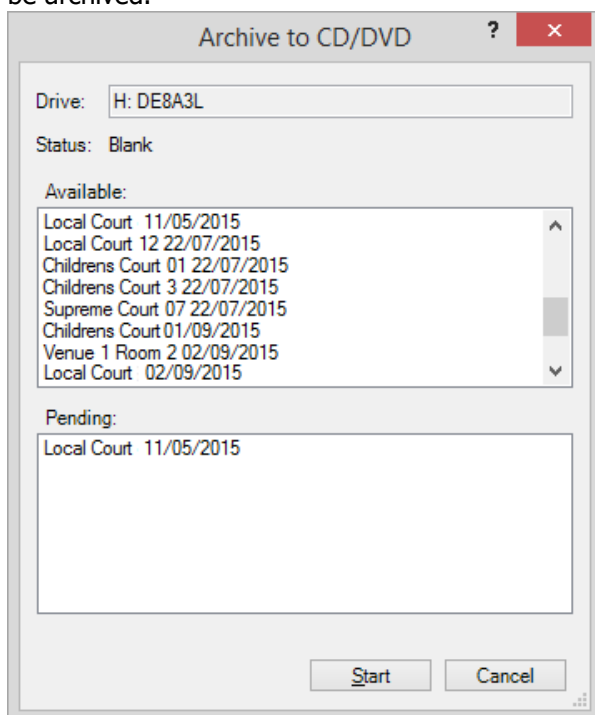 be archived.
Archive to CD/DVD ? ×
Drive: H: DE8A3L
Status: Blank
Available:
Local Court 11/05/2015
Local Court 12 22/07/2015
Childrens Court 01 22/07/2015
Childrens Court 3 22/07/2015
Supreme Court 07 22/07/2015
Childrens Court 01/09/2015
Venue 1 Room 2 02/09/2015
Local Court 02/09/2015
Pending:
Local Court 11/05/2015
Start Cancel